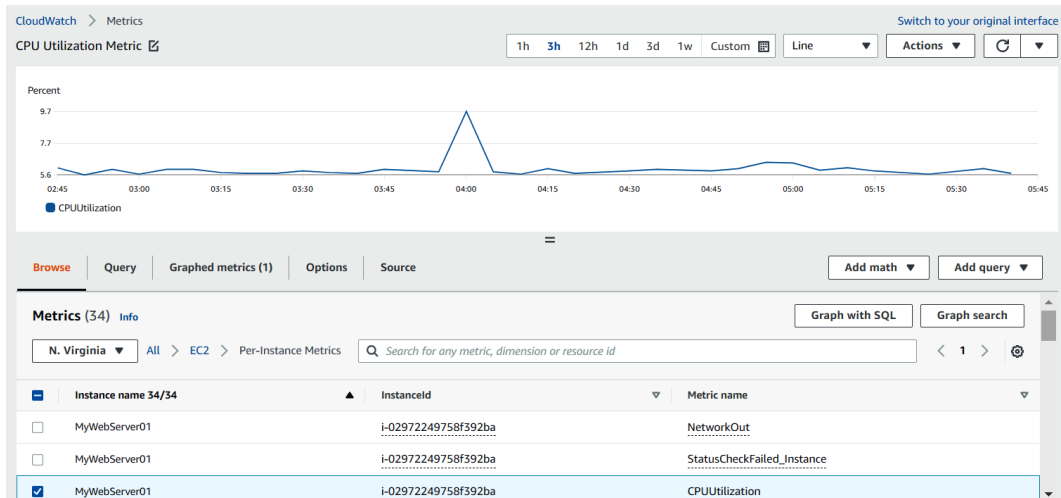 CloudWatch > Metrics Switch to your original interface
CPU Utilization Metric 1h 3h 12h 1d 3d 1w Custom Line Actions
Percent
9.7
7.7
5.6
02:45 03:00 03:15 03:30 03:45 04:00 04:15 04:30 04:45 05:00 05:15 05:30 05:45
CPUUtilization
=
Browse Query Graphed metrics (1) Options Source Add math Add query
Metrics (34) Info Graph with SQL Graph search
N. Virginia All > EC2 > Per-Instance Metrics Search for any metric, dimension or resource id < 1 >
Instance name 34/34 InstanceId Metric name
MyWebServer01 i-02972249758f392ba NetworkOut
MyWebServer01 i-02972249758f392ba StatusCheckFailed_Instance
MyWebServer01 i-02972249758f392ba CPUUtilization